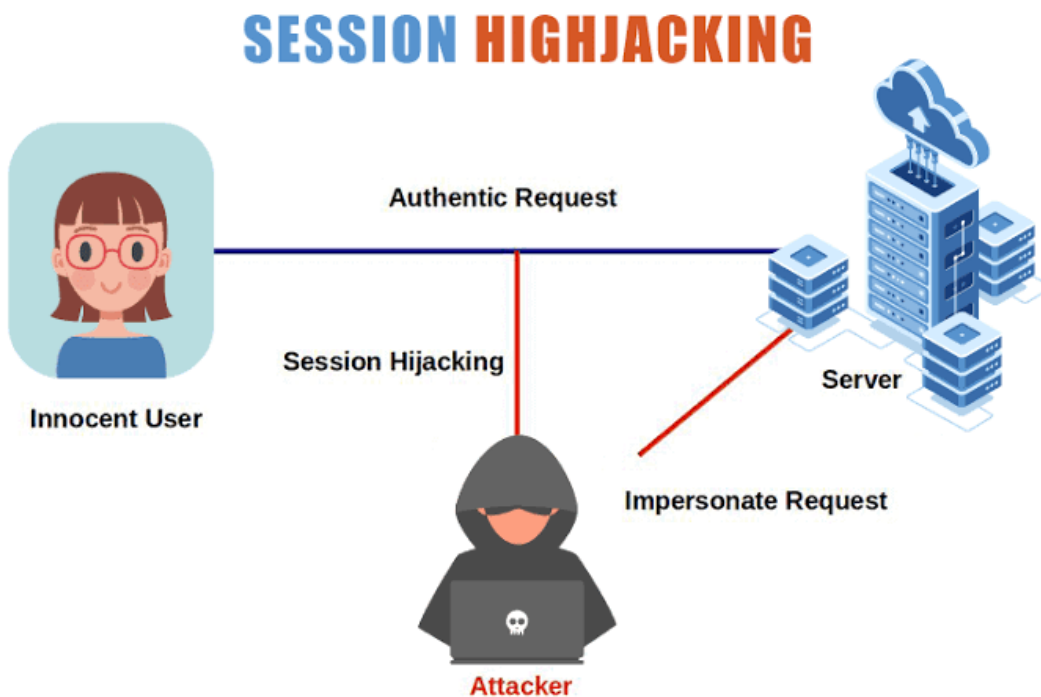 SESSION HIGHJACKING
Authentic Request
Session Hijacking
Server
Innocent User
Impersonate Request
Attacker